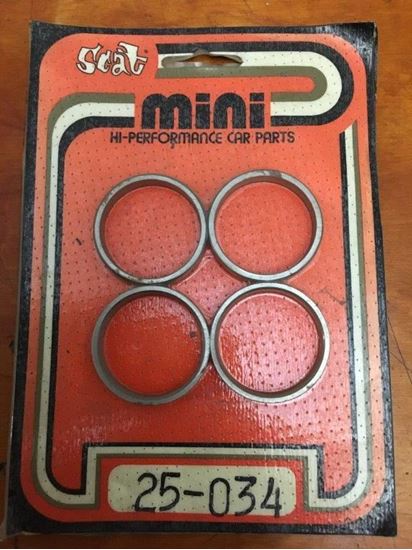 Scat
mini
HI-PERFORMANCE CAR PARTS
25-034